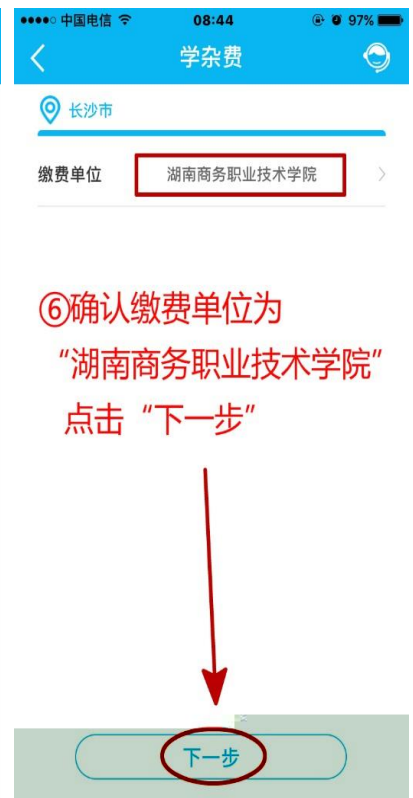 中国电信 08:44 97%
学杂费
长沙市
缴费单位 湖南商务职业技术学院
⑥确认缴费单位为
“湖南商务职业技术学院”
点击“下一步”
下一步